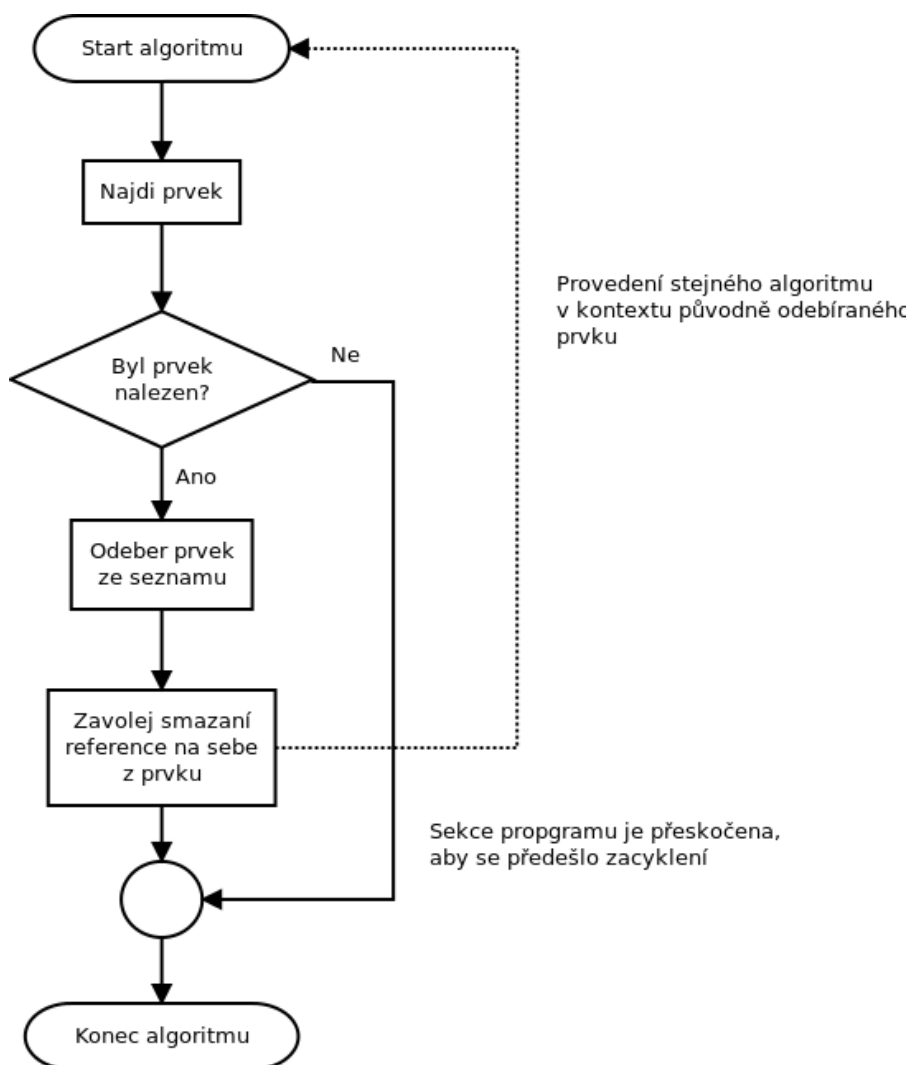 Start algoritmu
Najdi prvek
Provedení stejného algoritmu
v kontextu původně odebíraného
prvku
Ne
Byl prvek
nalezen?
Ano
Odeber prvek
ze seznamu
Zavolej smazaní
reference na sebe
z prvku
Sekce propgramu je přeskočena,
aby se předešlo zacyklení
Konec algoritmu